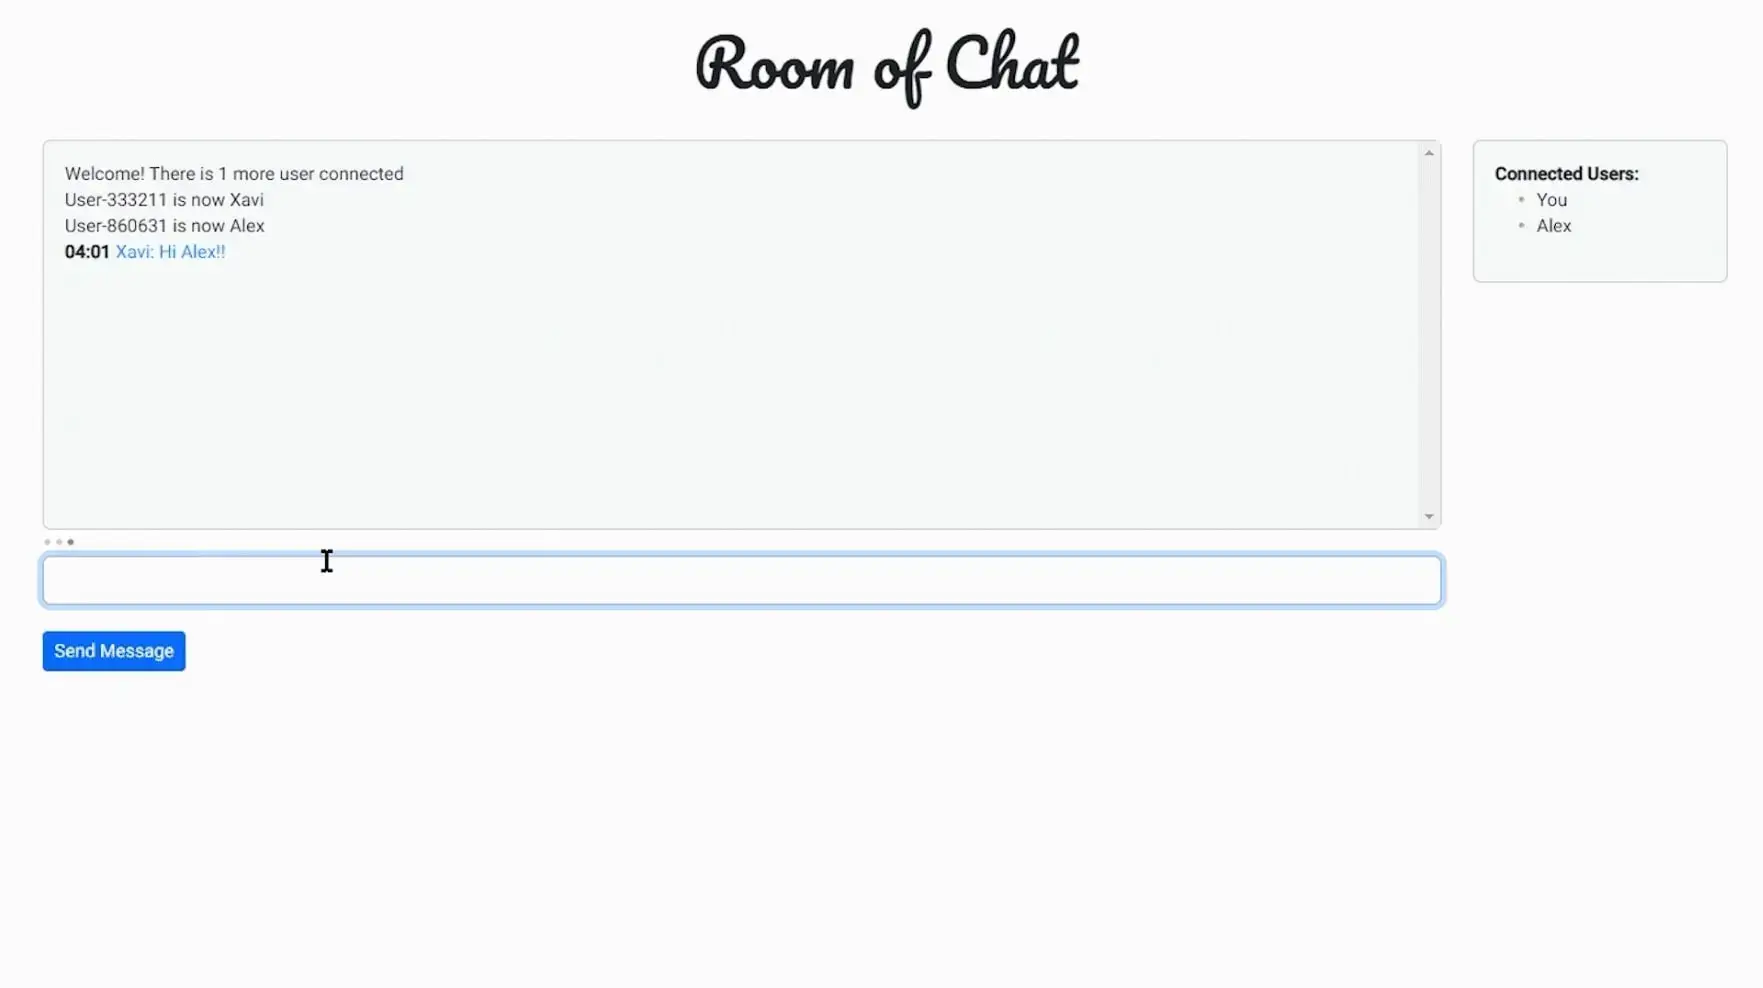 Room of Chat
Welcome! There is 1 more user connected
User-333211 is now Xavi
User-860631 is now Alex
04:01 Xavi: Hi Alex!!
Connected Users:
You
Alex
Send Message